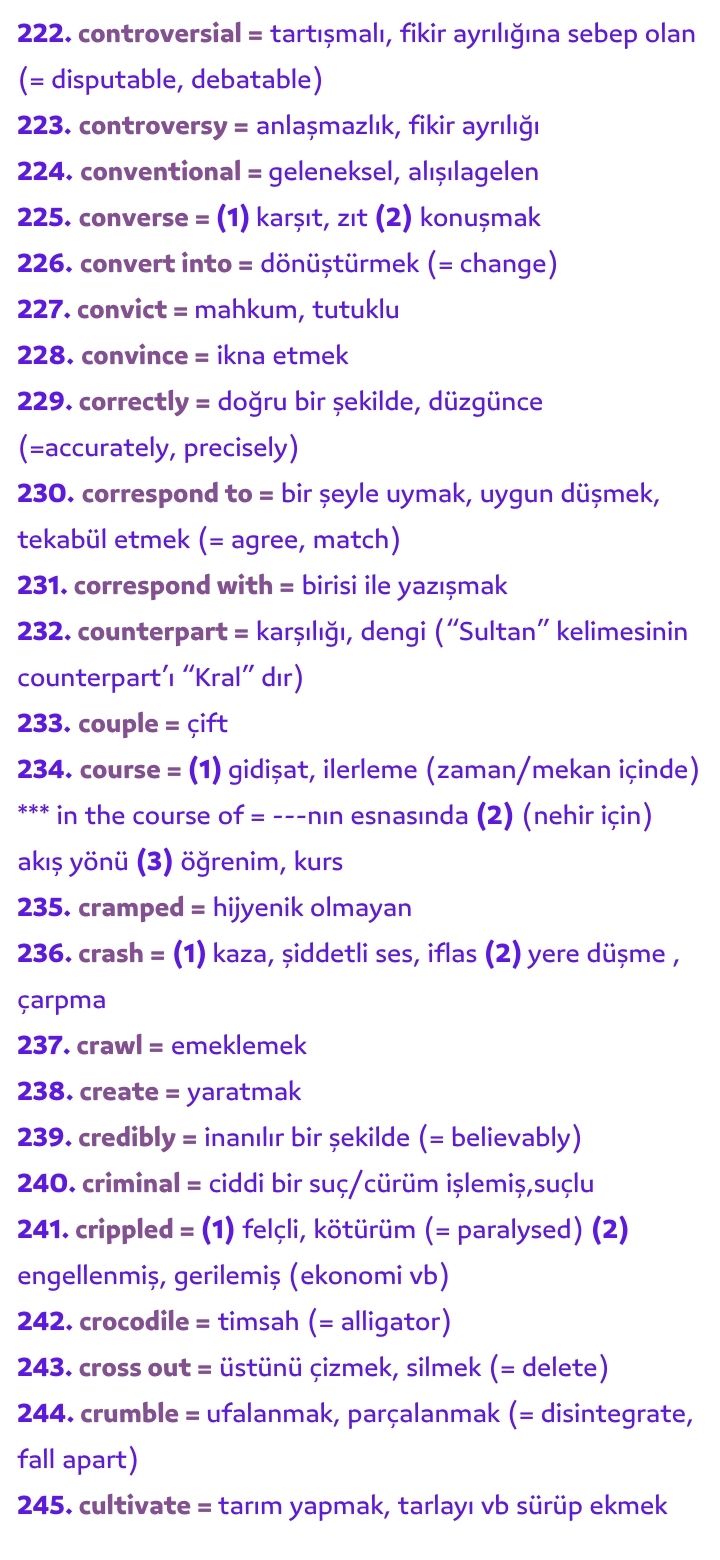 222. controversial = tartışmalı, fikir ayrılığına sebep olan
(= disputable, debatable)
223. controversy = anlaşmazlık, fikir ayrılığı
224. conventional = geleneksel, alışılagelen
225. converse = (1) karşıt, zıt (2) konuşmak
226. convert into = dönüştürmek (= change)
227. convict = mahkum, tutuklu
228. convince = ikna etmek
229. correctly = doğru bir şekilde, düzgünce
(=accurately, precisely)
230. correspond to = bir şeyle uymak, uygun düşmek,
tekabül etmek (= agree, match)
231. correspond with = birisi ile yazışmak
232. counterpart = karşılığı, dengi (“Sultan” kelimesinin
counterpart’ı “Kral” dır)
233. couple = çift
234. course = (1) gidişat, ilerleme (zaman/mekan içinde)
*** in the course of = ---nın esnasında (2) (nehir için)
akış yönü (3) öğrenim, kurs
235. cramped = hijyenik olmayan
236. crash = (1) kaza, şiddetli ses, iflas (2) yere düşme ,
çarpma
237. crawl = emeklemek
238. create = yaratmak
239. credibly = inanılır bir şekilde (= believably)
240. criminal = ciddi bir suç/cürüm işlemiş,suçlu
241. crippled = (1) felçli, kötürüm (= paralysed) (2)
engellenmiş, gerilemiş (ekonomi vb)
242. crocodile = timsah (= alligator)
243. cross out = üstünü çizmek, silmek (= delete)
244. crumble = ufalanmak, parçalanmak (= disintegrate,
fall apart)
245. cultivate = tarım yapmak, tarlayı vb sürüp ekmek